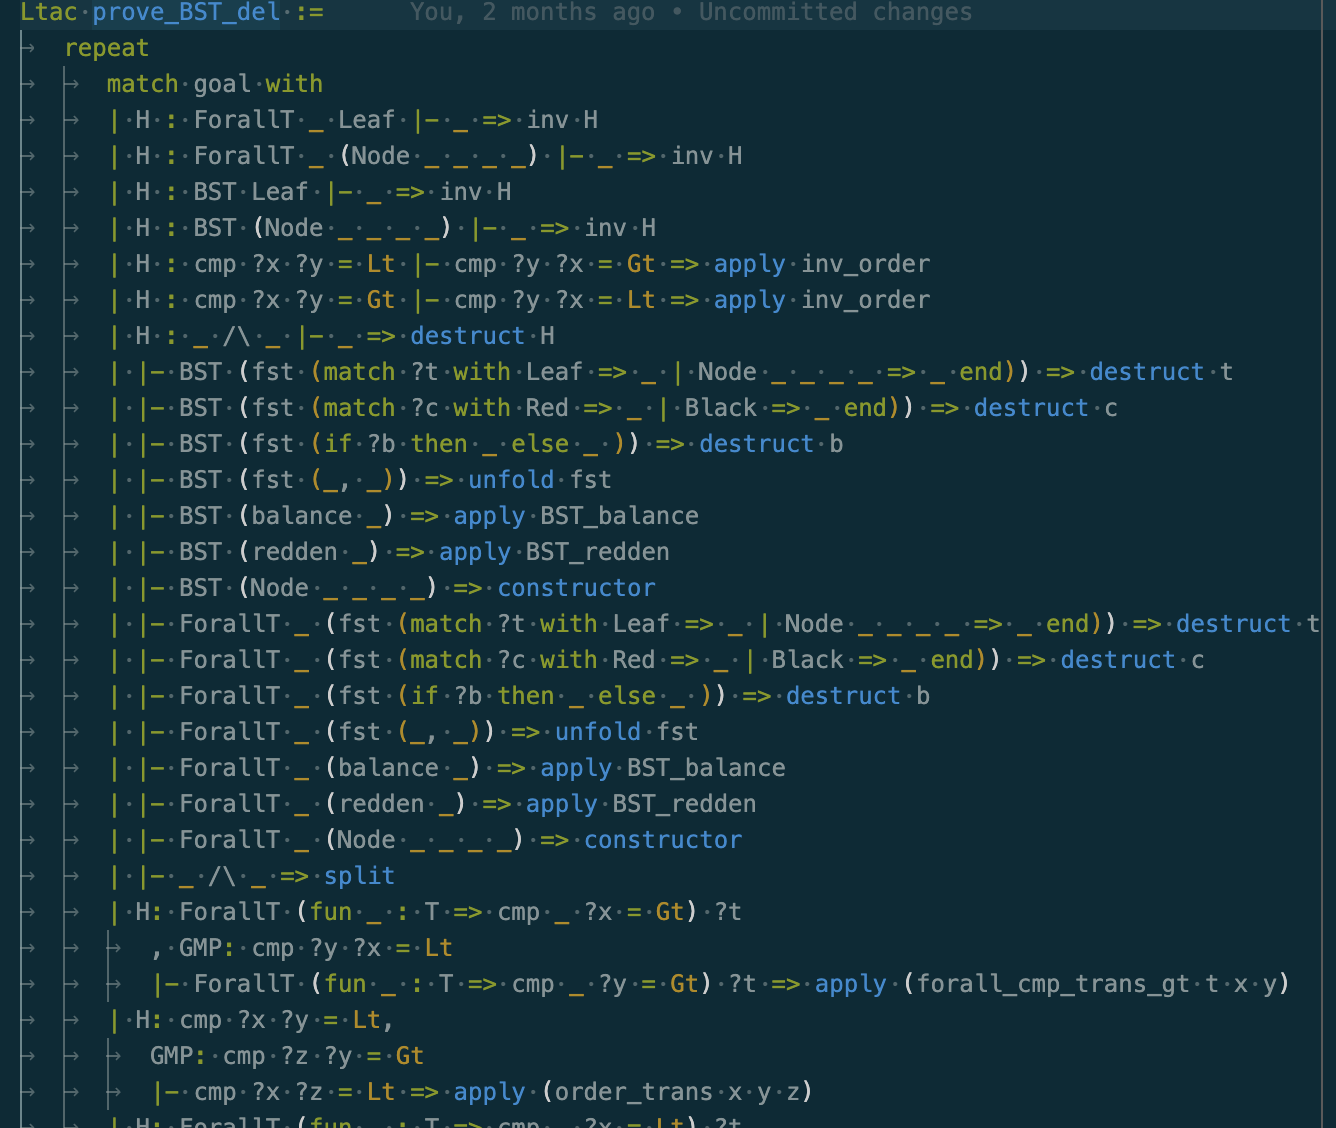 Ltac prove_BST_del := You, 2 months ago • Uncommitted changes
repeat
match goal with
| H : ForallT _ Leaf |- _ => inv H
| H : ForallT _ (Node _ _ _ _) |- _ => inv H
| H : BST Leaf |- _ => inv H
| H : BST (Node _ _ _ _) |- _ => inv H
| H : cmp ?x ?y = Lt |- cmp ?y ?x = Gt => apply inv_order
| H : cmp ?x ?y = Gt |- cmp ?y ?x = Lt => apply inv_order
| H : _ /\ _ |- _ => destruct H
| |- BST (fst (match ?t with Leaf => _ | Node _ _ _ _ => _ end)) => destruct t
| |- BST (fst (match ?c with Red => _ | Black => _ end)) => destruct c
| |- BST (fst (if ?b then _ else _ )) => destruct b
| |- BST (fst (_, _)) => unfold fst
| |- BST (balance _) => apply BST_balance
| |- BST (redden _) => apply BST_redden
| |- BST (Node _ _ _ _) => constructor
| |- ForallT _ (fst (match ?t with Leaf => _ | Node _ _ _ _ => _ end)) => destruct t
| |- ForallT _ (fst (match ?c with Red => _ | Black => _ end)) => destruct c
| |- ForallT _ (fst (if ?b then _ else _ )) => destruct b
| |- ForallT _ (fst (_, _)) => unfold fst
| |- ForallT _ (balance _) => apply BST_balance
| |- ForallT _ (redden _) => apply BST_redden
| |- ForallT _ (Node _ _ _ _) => constructor
| |- _ /\ _ => split
| H: ForallT (fun _ : T => cmp _ ?x = Gt) ?t
, GMP: cmp ?y ?x = Lt
|- ForallT (fun _ : T => cmp _ ?y = Gt) ?t => apply (forall_cmp_trans_gt t x y)
| H: cmp ?x ?y = Lt,
GMP: cmp ?z ?y = Gt
|- cmp ?x ?z = Lt => apply (order_trans x y z)
| H: ForallT (fun _ : T => cmp _ ?x = Lt) ?t